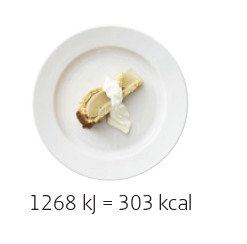 1268 kJ = 303 kcal